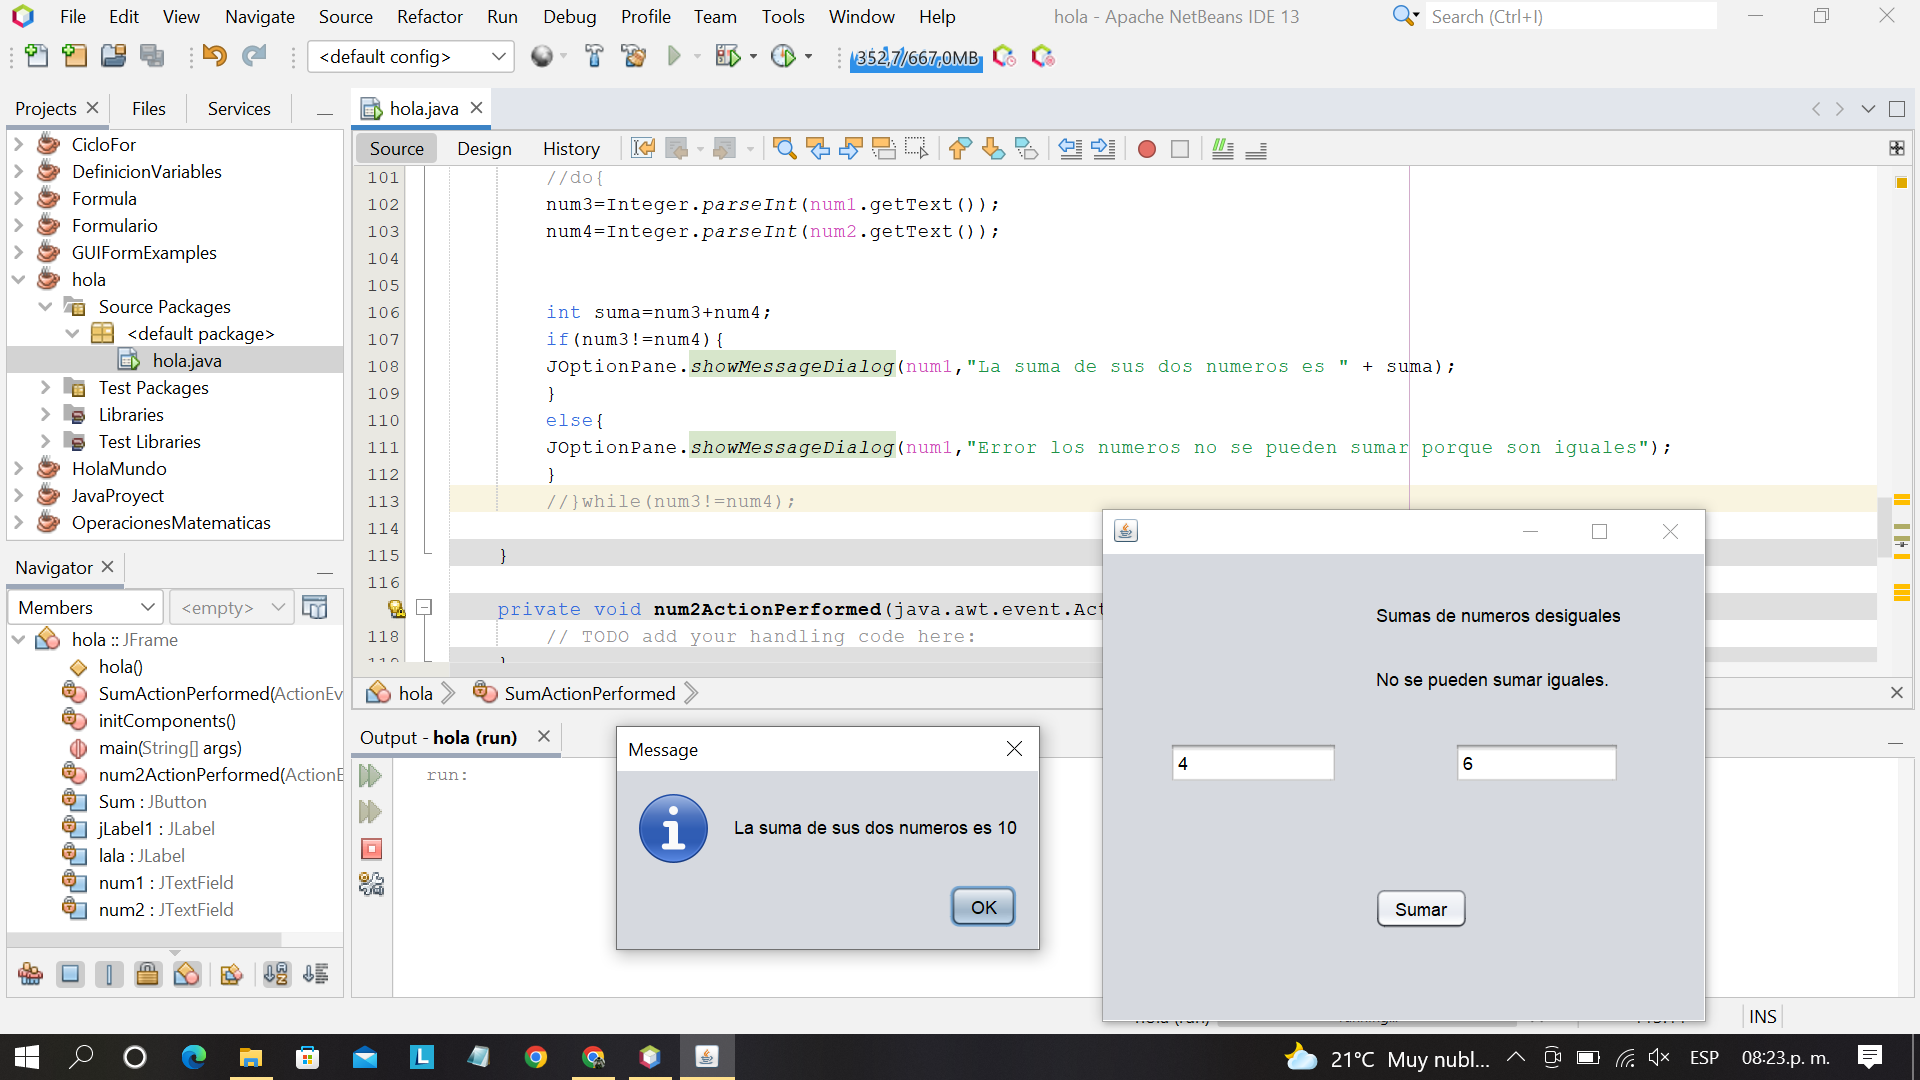 File Edit View Navigate Source Refactor Run Debug Profile Team Tools Window Help
hola - Apache NetBeans IDE 13
Search (Ctrl+I)
<default config>
352,7/667,0MB
Projects Files Services
hola.java
Source Design History
CicloFor
DefinicionVariables
Formula
Formulario
GUIFormExamples
hola
Source Packages
<default package>
hola.java
Test Packages
Libraries
Test Libraries
HolaMundo
JavaProyect
OperacionesMatematicas
101 //do{
102 num3=Integer.parseInt(num1.getText());
103 num4=Integer.parseInt(num2.getText());
104
105
106 int suma=num3+num4;
107 if(num3!=num4){
108 JOptionPane.showMessageDialog(num1,"La suma de sus dos numeros es " + suma);
109 }
110 else{
111 JOptionPane.showMessageDialog(num1,"Error los numeros no se pueden sumar porque son iguales");
112 }
113 //}while(num3!=num4);
114
115 }
116
private void num2ActionPerformed(java.awt.event.Act
118 // TODO add your handling code here:
hola SumActionPerformed
Navigator
Members
<empty>
hola :: JFrame
hola()
SumActionPerformed(ActionEv
initComponents()
main(String[] args)
num2ActionPerformed(ActionE
Sum : JButton
jLabel1 : JLabel
lala : JLabel
num1 : JTextField
num2 : JTextField
Output - hola (run)
run:
Message
La suma de sus dos numeros es 10
OK
Sumas de numeros desiguales
No se pueden sumar iguales.
4
6
Sumar
INS
21°C Muy nubl...
ESP
08:23 p. m.